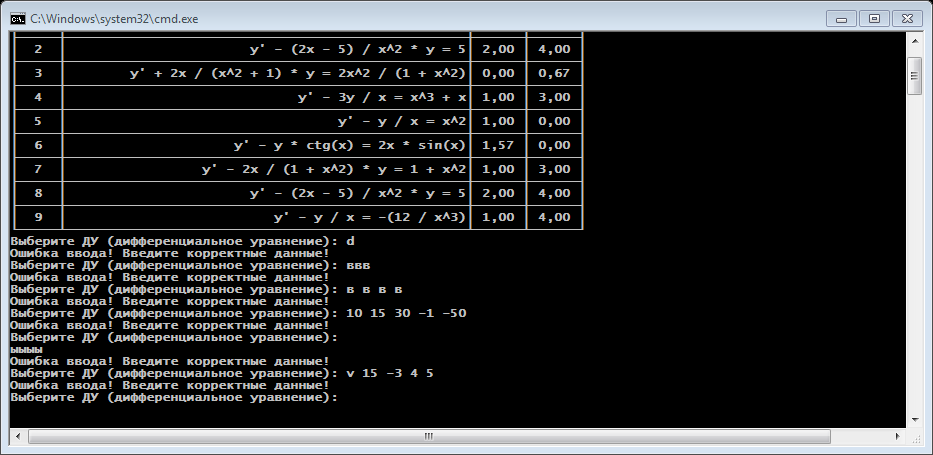 C:\Windows\system32\cmd.exe
2 y' - (2x - 5) / x^2 * y = 5 2,00 4,00
3 y' + 2x / (x^2 + 1) * y = 2x^2 / (1 + x^2) 0,00 0,67
4 y' - 3y / x = x^3 + x 1,00 3,00
5 y' - y / x = x^2 1,00 0,00
6 y' - y * ctg(x) = 2x * sin(x) 1,57 0,00
7 y' - 2x / (1 + x^2) * y = 1 + x^2 1,00 3,00
8 y' - (2x - 5) / x^2 * y = 5 2,00 4,00
9 y' - y / x = -(12 / x^3) 1,00 4,00
Выберите ДУ (дифференциальное уравнение): d
Ошибка ввода! Введите корректные данные!
Выберите ДУ (дифференциальное уравнение): ввв
Ошибка ввода! Введите корректные данные!
Выберите ДУ (дифференциальное уравнение): в в в в
Ошибка ввода! Введите корректные данные!
Выберите ДУ (дифференциальное уравнение): 10 15 30 -1 -50
Ошибка ввода! Введите корректные данные!
Выберите ДУ (дифференциальное уравнение):
ыыыы
Ошибка ввода! Введите корректные данные!
Выберите ДУ (дифференциальное уравнение): v 15 -3 4 5
Ошибка ввода! Введите корректные данные!
Выберите ДУ (дифференциальное уравнение):